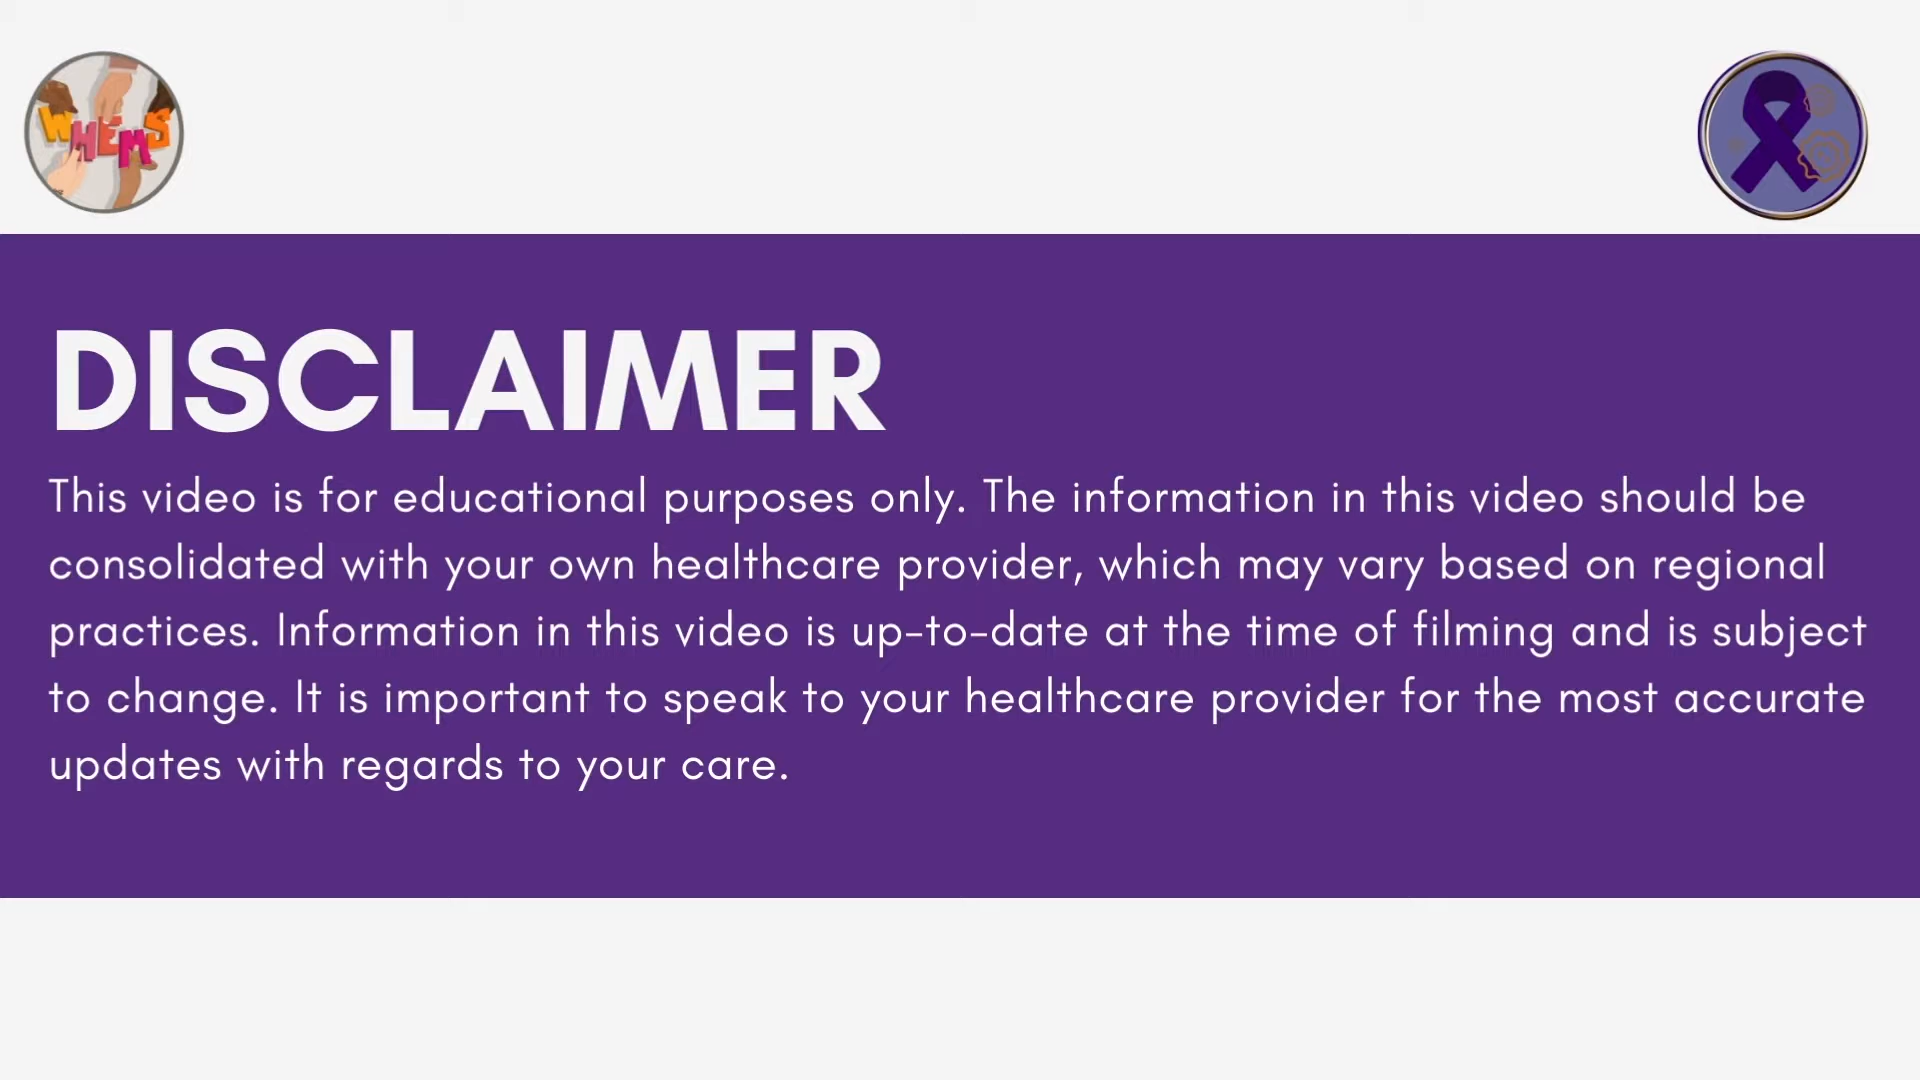 WHEMS
DISCLAIMER
This video is for educational purposes only. The information in this video should be
consolidated with your own healthcare provider, which may vary based on regional
practices. Information in this video is up-to-date at the time of filming and is subject
to change. It is important to speak to your healthcare provider for the most accurate
updates with regards to your care.